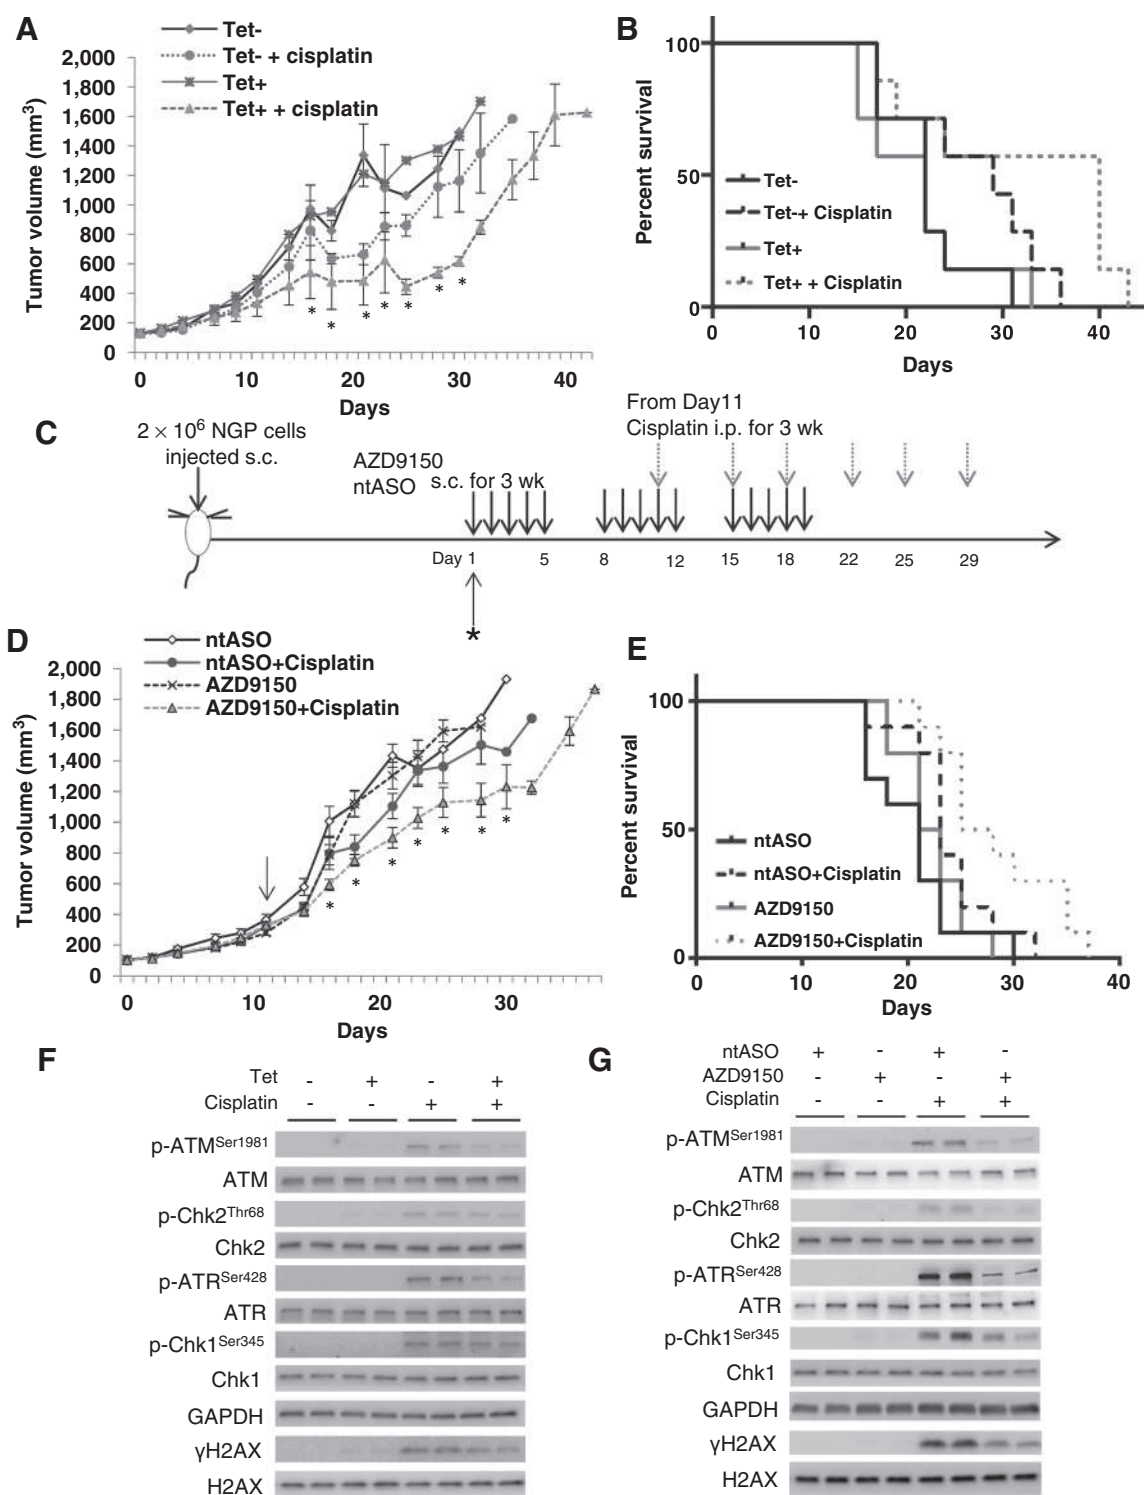 A
Tet-
Tet- + cisplatin
Tet+
Tet+ + cisplatin
Tumor volume (mm³)
2,000
1,800
1,600
1,400
1,200
1,000
800
600
400
200
0
* * * * * * *
0 10 20 30 40
Days
B
Percent survival
100
50
0
Tet-
Tet-+ Cisplatin
Tet+
Tet+ + Cisplatin
0 10 20 30 40
Days
C
2 × 10⁶ NGP cells
injected s.c.
AZD9150
ntASO
s.c. for 3 wk
From Day11
Cisplatin i.p. for 3 wk
Day 1 5 8 12 15 18 22 25 29
*
D
ntASO
ntASO+Cisplatin
AZD9150
AZD9150+Cisplatin
Tumor volume (mm³)
2,000
1,800
1,600
1,400
1,200
1,000
800
600
400
200
0
* * * * * * *
0 10 20 30
Days
E
Percent survival
100
50
0
ntASO
ntASO+Cisplatin
AZD9150
AZD9150+Cisplatin
0 10 20 30 40
Days
F
Tet - + - +
Cisplatin - - + +
p-ATMSer1981
ATM
p-Chk2Thr68
Chk2
p-ATRSer428
ATR
p-Chk1Ser345
Chk1
GAPDH
γH2AX
H2AX
G
ntASO + - + -
AZD9150 - + - +
Cisplatin - - + +
p-ATMSer1981
ATM
p-Chk2Thr68
Chk2
p-ATRSer428
ATR
p-Chk1Ser345
Chk1
GAPDH
γH2AX
H2AX